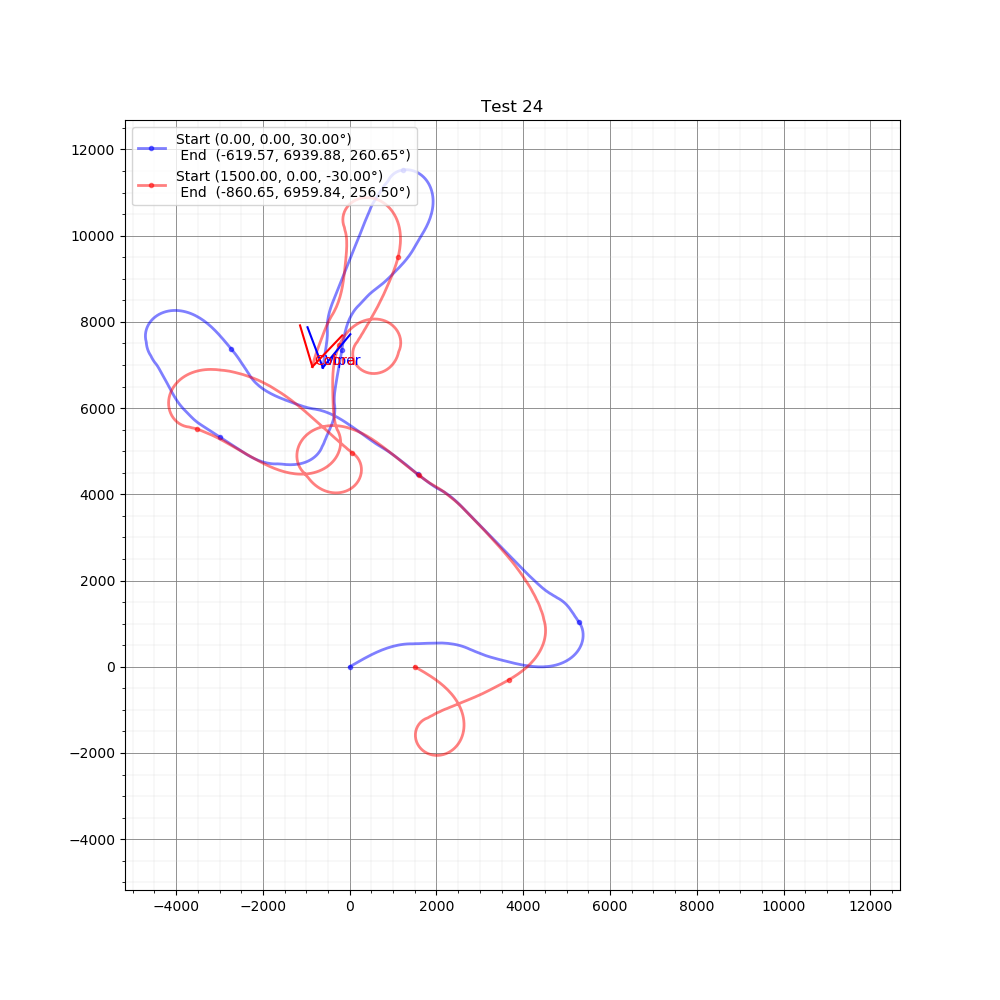 Test 24
Start (0.00, 0.00, 30.00°)
End (-619.57, 6939.88, 260.65°)
Start (1500.00, 0.00, -30.00°)
End (-860.65, 6959.84, 256.50°)
12000
10000
8000
6000
4000
2000
0
−2000
−4000
−4000 −2000 0 2000 4000 6000 8000 10000 12000